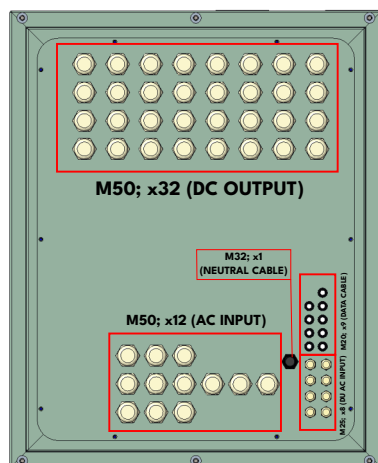 M50; x32 (DC OUTPUT)
M32; x1
(NEUTRAL CABLE)
M50; x12 (AC INPUT)
M20; x9 (DATA CABLE)
M25; x8 (DU AC INPUT)